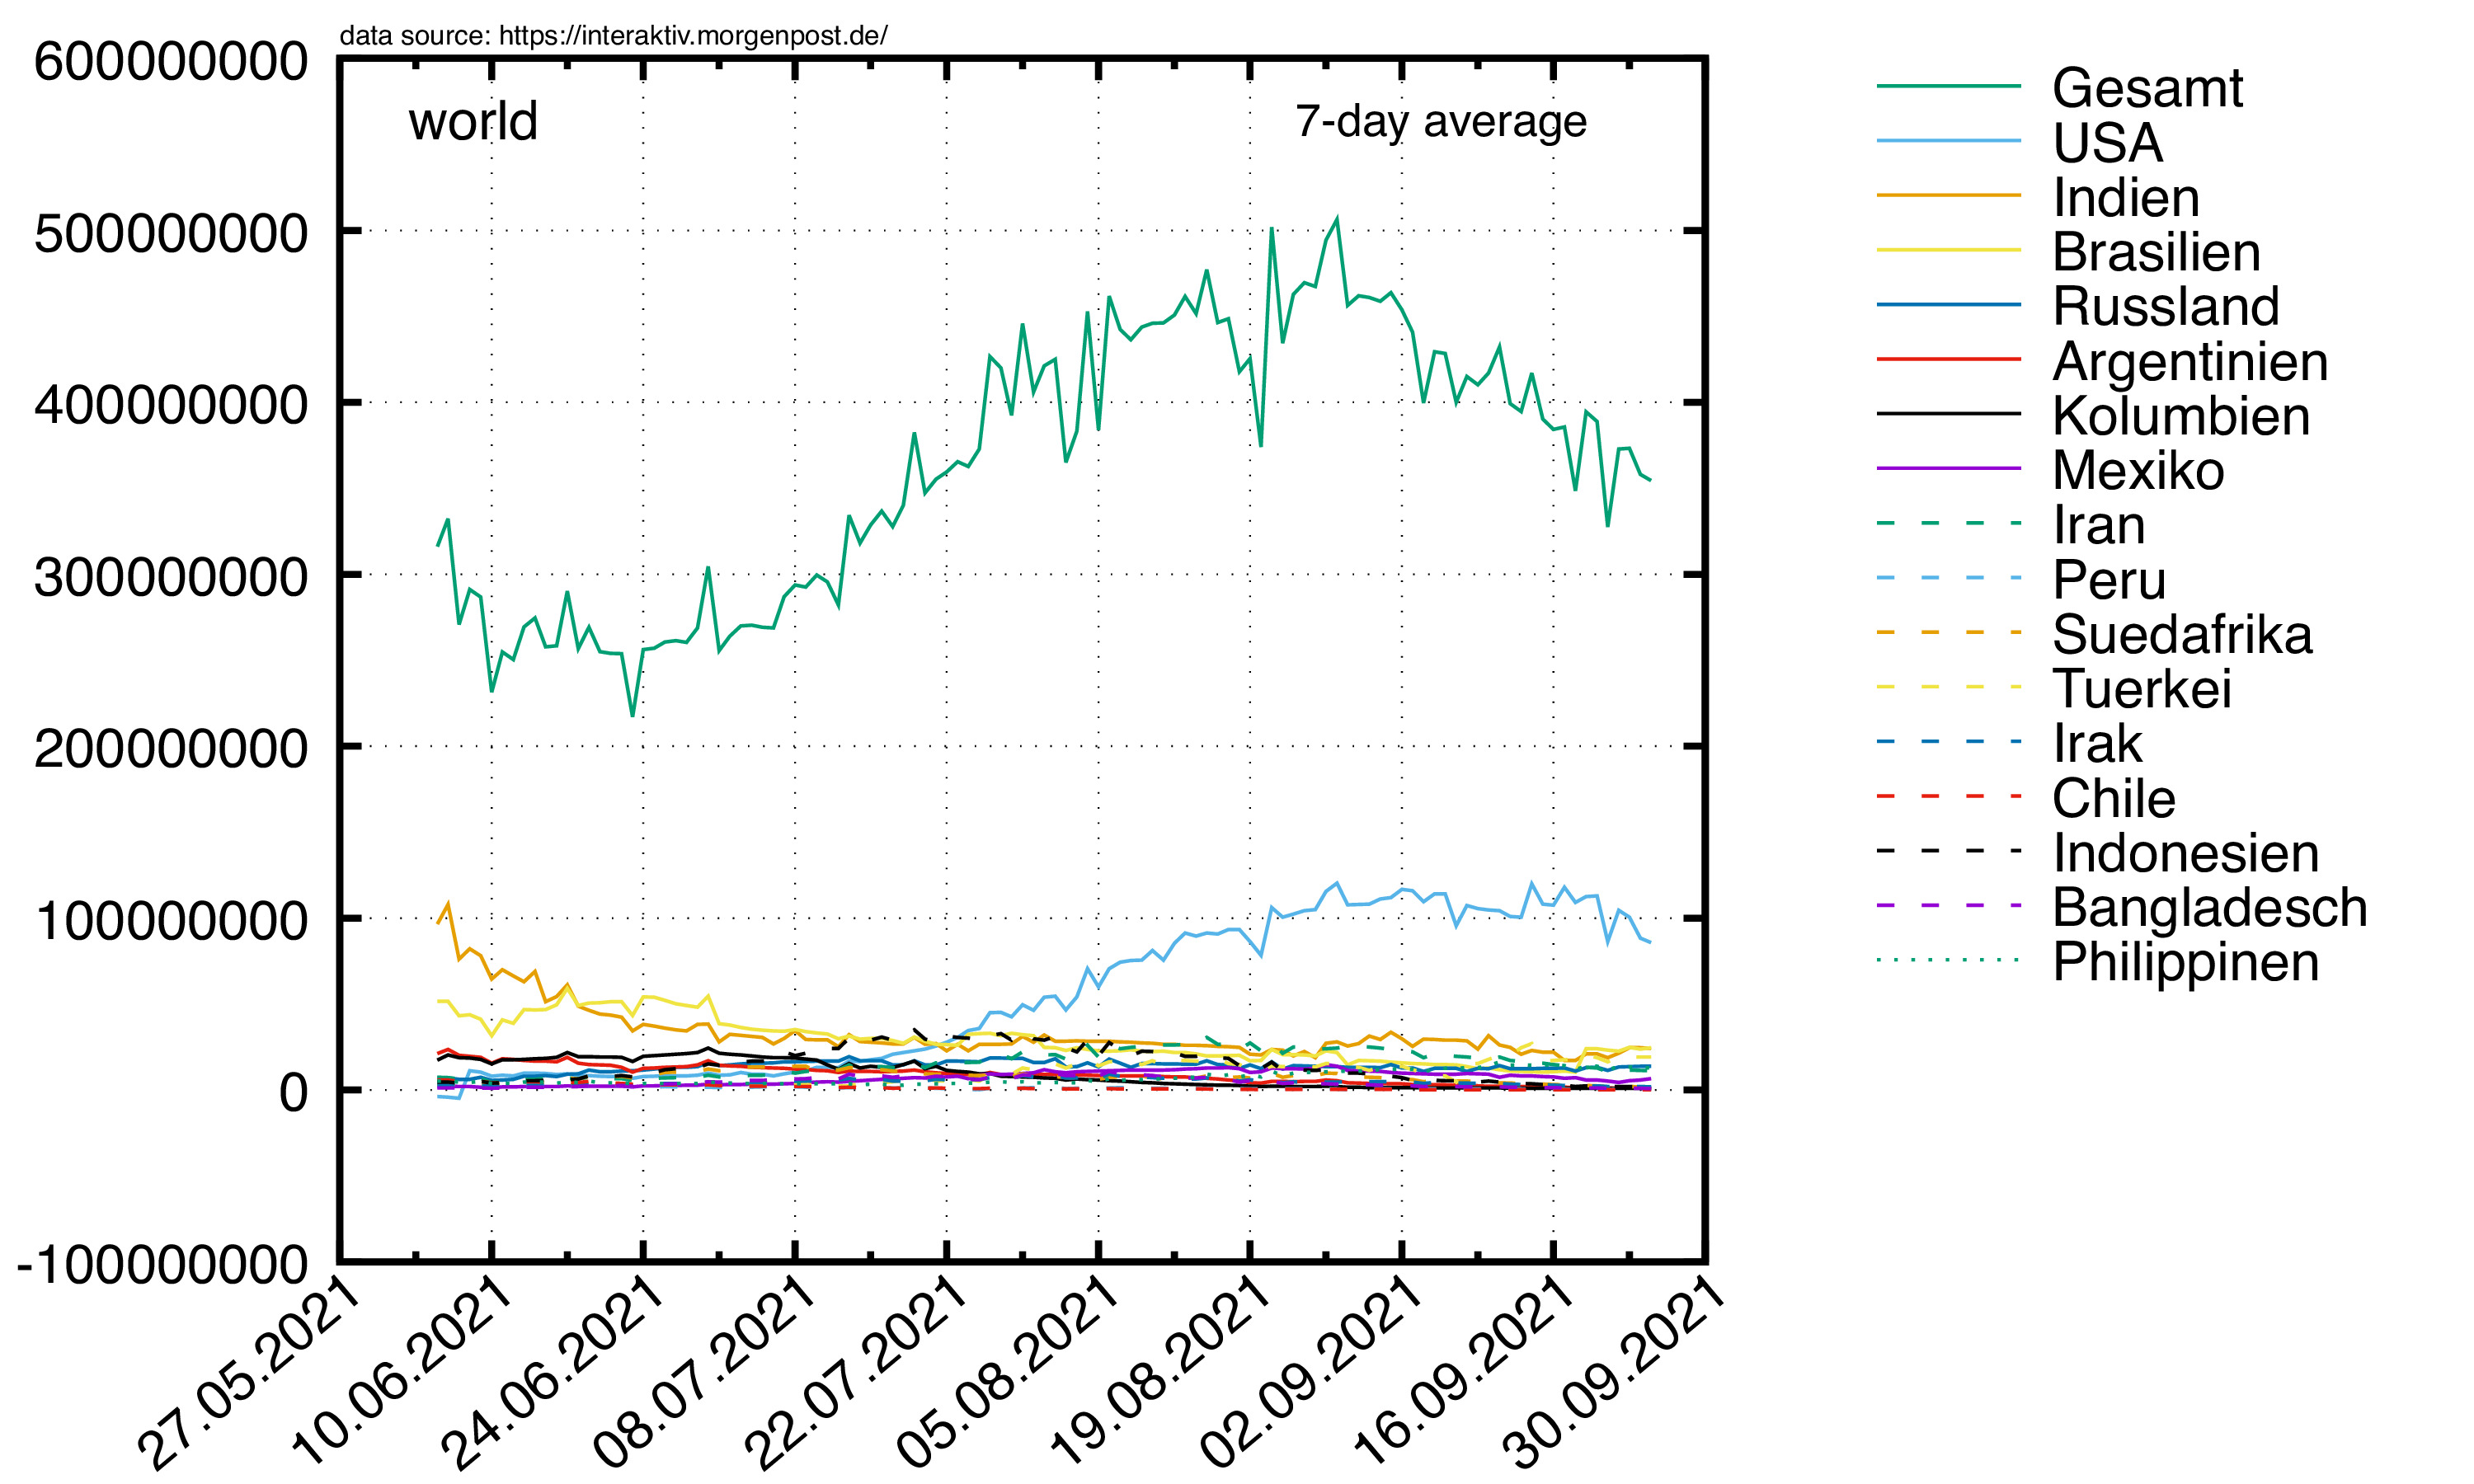 data source: https://interaktiv.morgenpost.de/
world
7-day average
600000000
500000000
400000000
300000000
200000000
100000000
0
-100000000
27.05.2021
10.06.2021
24.06.2021
08.07.2021
22.07.2021
05.08.2021
19.08.2021
02.09.2021
16.09.2021
30.09.2021
Gesamt
USA
Indien
Brasilien
Russland
Argentinien
Kolumbien
Mexiko
Iran
Peru
Suedafrika
Tuerkei
Irak
Chile
Indonesien
Bangladesch
Philippinen